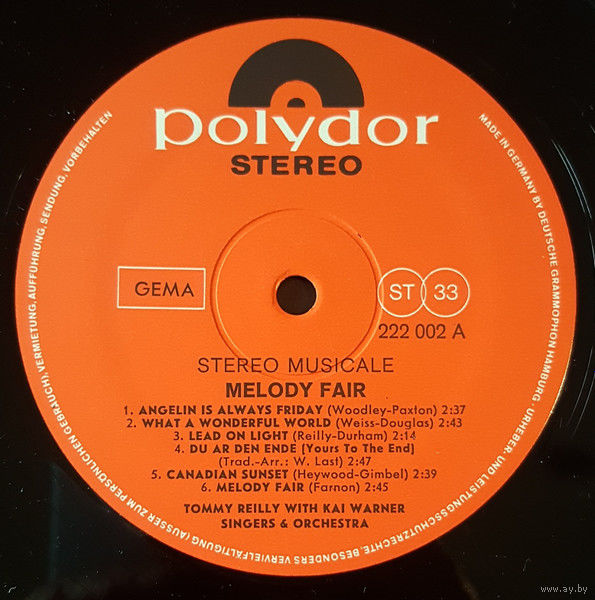 polydor
STEREO
GEMA
ST 33
222 002 A
STEREO MUSICALE
MELODY FAIR
1. ANGELIN IS ALWAYS FRIDAY (Woodley-Paxton) 2:37
2. WHAT A WONDERFUL WORLD (Weiss-Douglas) 2:43
3. LEAD ON LIGHT (Reilly-Durham) 2:14
4. DU AR DEN ENDE [Yours To The End]
(Trad.-Arr.: W. Last) 2:47
5. CANADIAN SUNSET (Heywood-Gimbel) 2:39
6. MELODY FAIR (Farnon) 2:45
TOMMY REILLY WITH KAI WARNER
SINGERS & ORCHESTRA
MADE IN GERMANY BY DEUTSCHE GRAMMOPHON HAMBURG · URHEBER- UND LEISTUNGSSCHUTZRECHTE, BESONDERS VERVIELFÄLTIGUNG (AUSSER ZUM PERSÖNLICHEN GEBRAUCH), VERMIETUNG, AUFFÜHRUNG, SENDUNG, VORBEHALTEN
www.ay.by